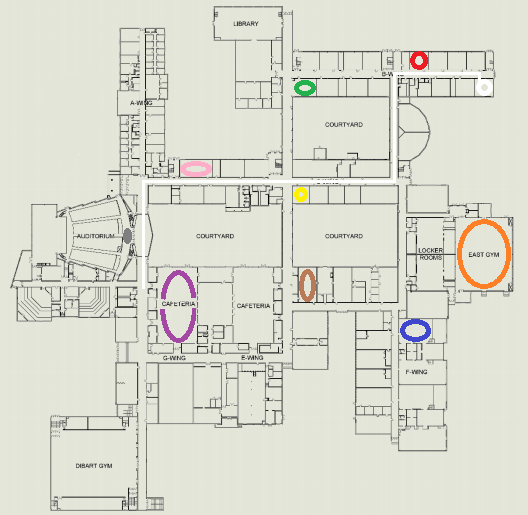 LIBRARY
B-W
A-WING
COURTYARD
AUDITORIUM
COURTYARD
COURTYARD
LOCKER
ROOMS
EAST GYM
CAFETERIA
CAFETERIA
G-WING
E-WING
F-WING
DIBART GYM